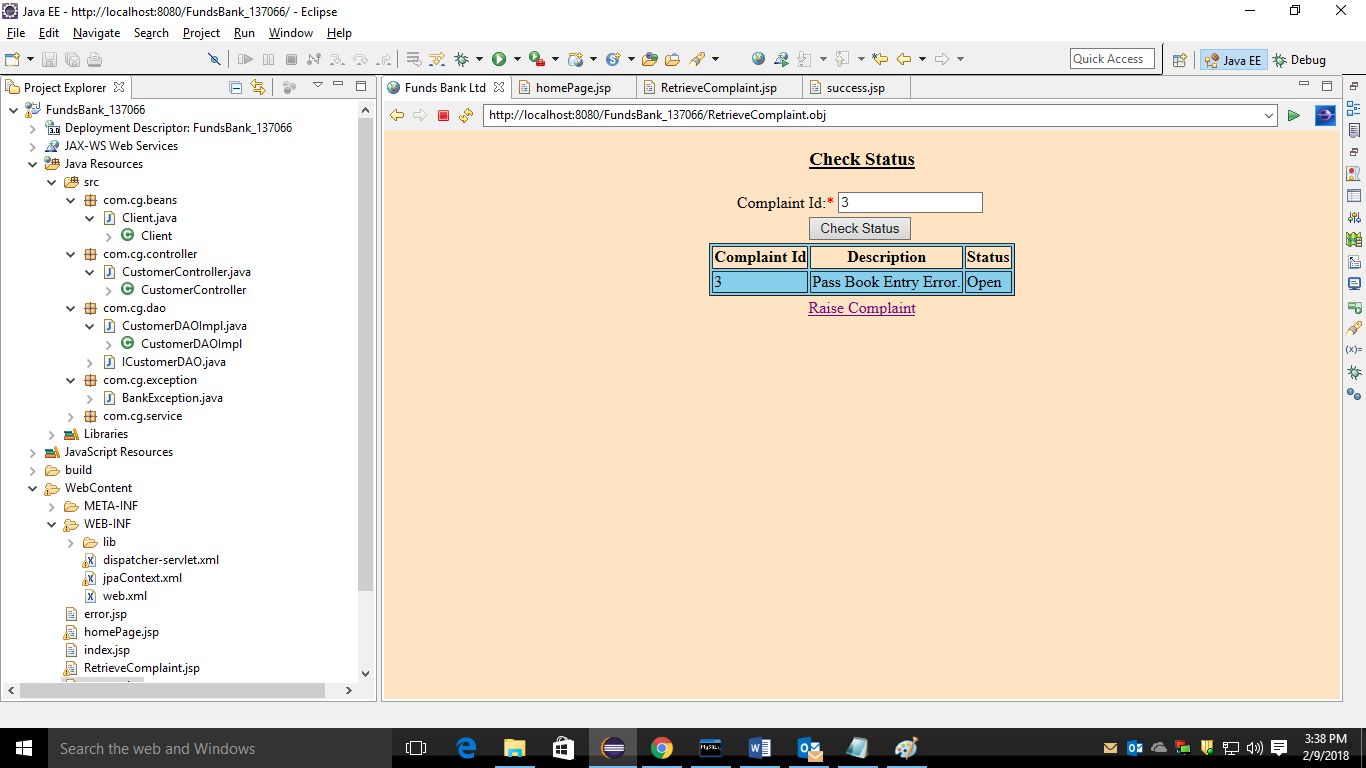 Java EE - http://localhost:8080/FundsBank_137066/ - Eclipse
File Edit Navigate Search Project Run Window Help
Quick Access
Java EE
Debug
Project Explorer
Funds Bank Ltd
homePage.jsp
RetrieveComplaint.jsp
success.jsp
http://localhost:8080/FundsBank_137066/RetrieveComplaint.obj
FundsBank_137066
Deployment Descriptor: FundsBank_137066
JAX-WS Web Services
Java Resources
src
com.cg.beans
Client.java
Client
com.cg.controller
CustomerController.java
CustomerController
com.cg.dao
CustomerDAOImpl.java
CustomerDAOImpl
ICustomerDAO.java
com.cg.exception
BankException.java
com.cg.service
Libraries
JavaScript Resources
build
WebContent
META-INF
WEB-INF
lib
dispatcher-servlet.xml
jpaContext.xml
web.xml
error.jsp
homePage.jsp
index.jsp
RetrieveComplaint.jsp
Check Status
Complaint Id:* 3
Check Status
Complaint Id Description Status
3 Pass Book Entry Error. Open
Raise Complaint
Search the web and Windows
MySQL
3:38 PM
2/9/2018